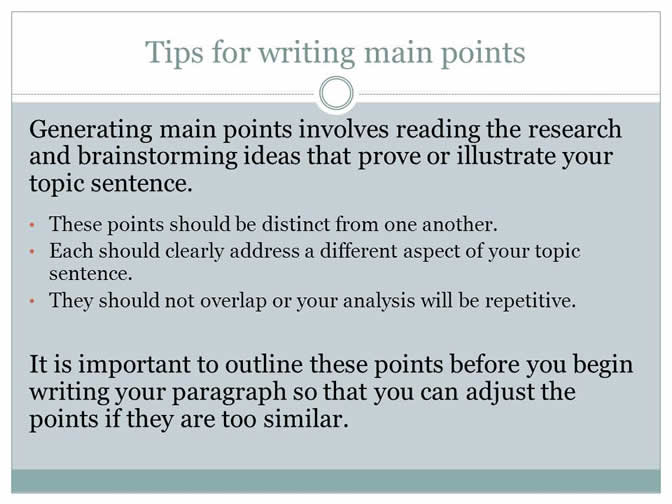 Tips for writing main points
Generating main points involves reading the research
and brainstorming ideas that prove or illustrate your
topic sentence.
• These points should be distinct from one another.
• Each should clearly address a different aspect of your topic
sentence.
• They should not overlap or your analysis will be repetitive.
It is important to outline these points before you begin
writing your paragraph so that you can adjust the
points if they are too similar.